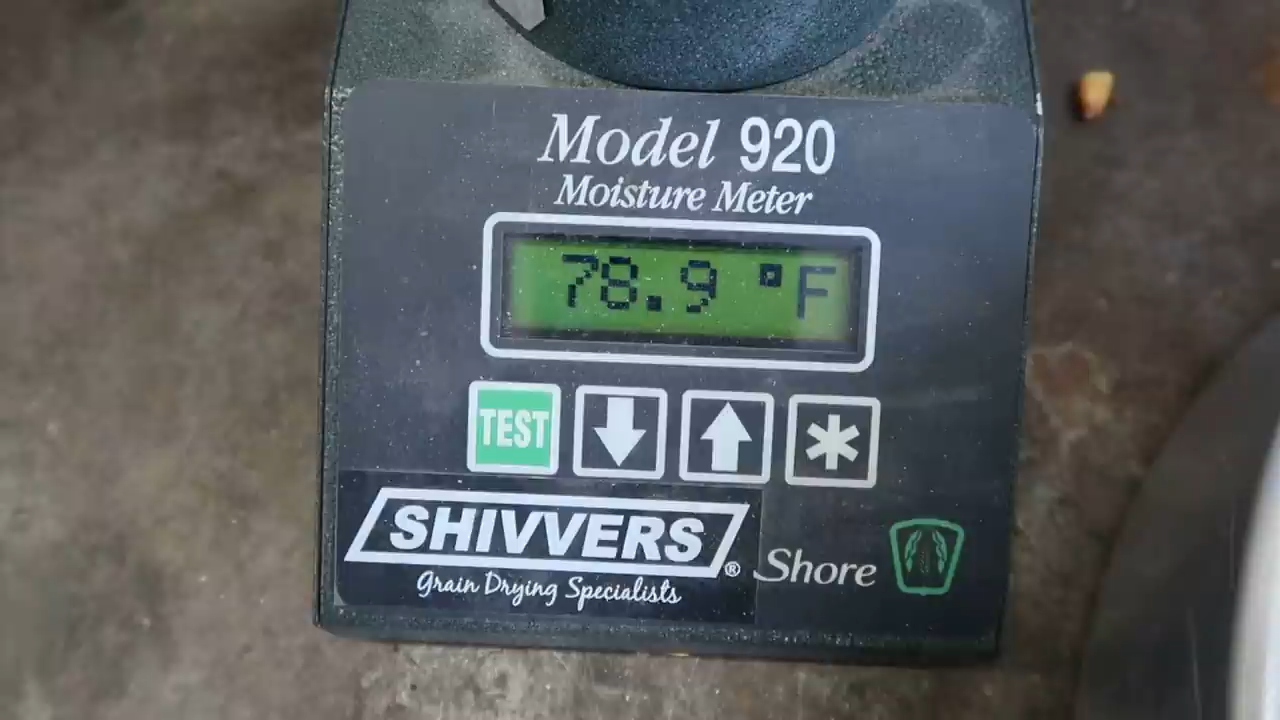 Model 920
Moisture Meter
78.9 °F
TEST
SHIVVERS®
Grain Drying Specialists
Shore